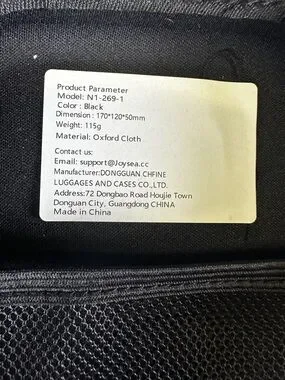 Product Parameter
Model: N1-269-1
Color : Black
Dimension : 170*120*50mm
Weight: 115g
Material: Oxford Cloth
Contact us:
Email: support@Joysea.cc
Manufacturer:DONGGUAN CHFINE
LUGGAGES AND CASES CO.,LTD.
Address:72 Dongbao Road Houjie Town
Donguan City, Guangdong CHINA
Made in China